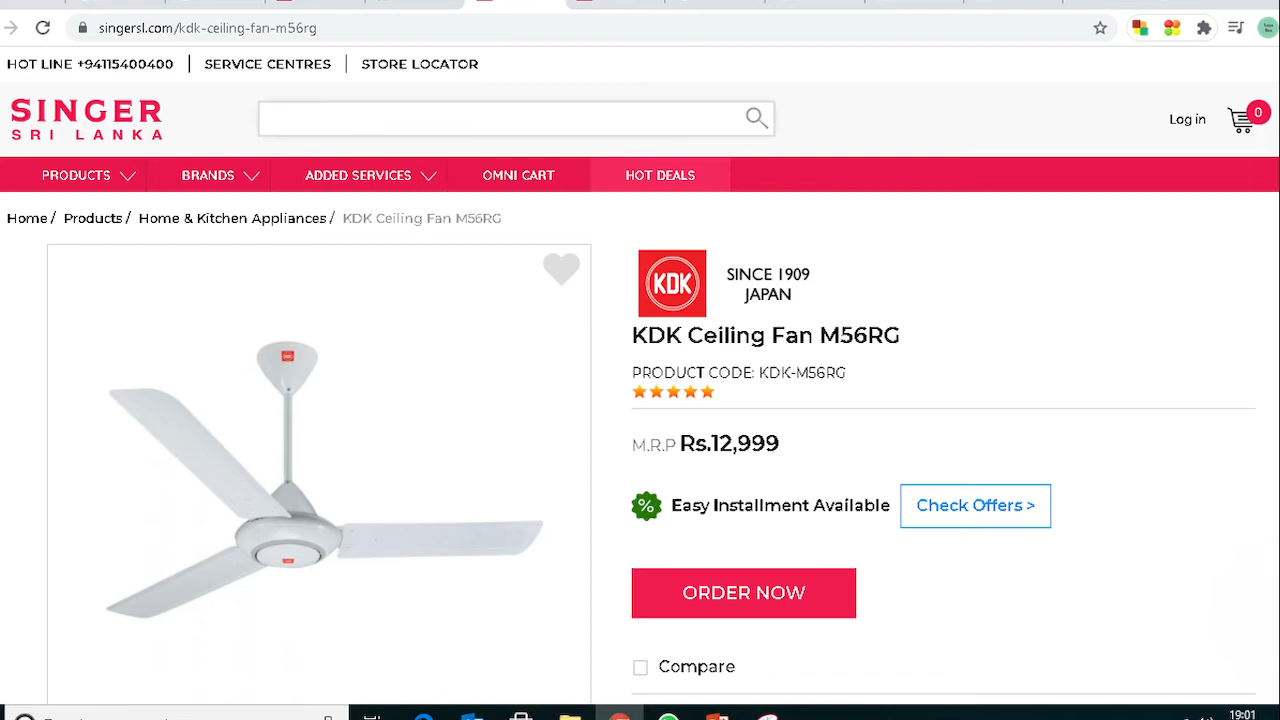 singersl.com/kdk-ceiling-fan-m56rg
HOT LINE +94115400400 SERVICE CENTRES STORE LOCATOR
SINGER
SRI LANKA
Log in
0
PRODUCTS BRANDS ADDED SERVICES OMNI CART HOT DEALS
Home / Products / Home & Kitchen Appliances / KDK Ceiling Fan M56RG
KDK
SINCE 1909
JAPAN
KDK Ceiling Fan M56RG
PRODUCT CODE: KDK-M56RG
M.R.P Rs.12,999
% Easy Installment Available Check Offers >
ORDER NOW
Compare
KDK
19:01